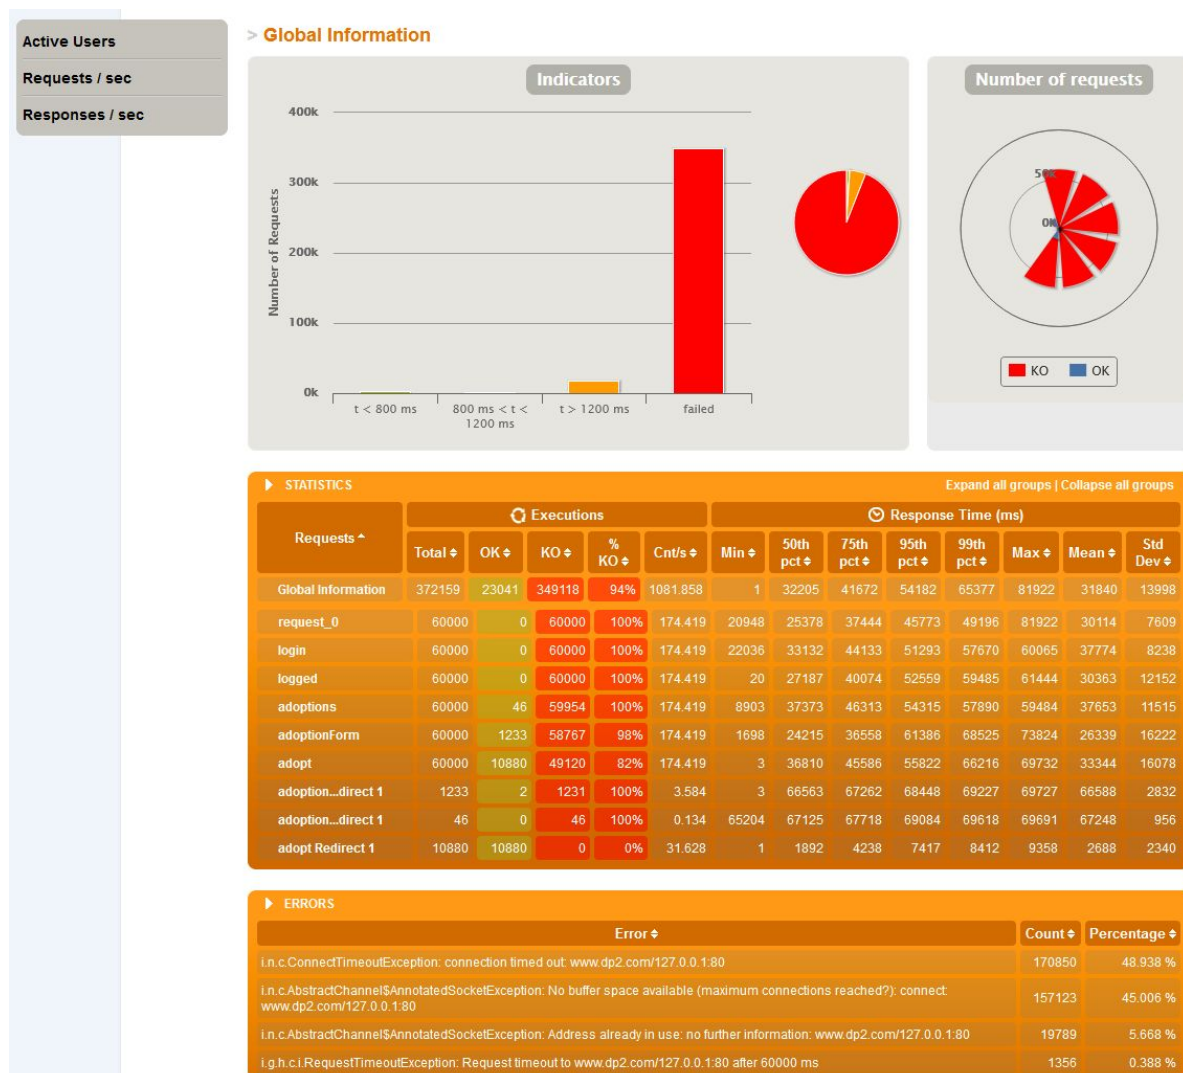 Active Users
Requests / sec
Responses / sec
> Global Information
Indicators
400k
300k
200k
100k
0k
Number of Requests
t < 800 ms
800 ms < t <
1200 ms
t > 1200 ms
failed
Number of requests
50K
KO OK
STATISTICS Expand all groups | Collapse all groups
Requests Executions Response Time (ms)
Total OK KO % KO Cnt/s Min 50th pct 75th pct 95th pct 99th pct Max Mean Std Dev
Global Information 372159 23041 349118 94% 1081.858 1 32205 41672 54182 65377 81922 31840 13998
request_0 60000 0 60000 100% 174.419 20948 25378 37444 45773 49196 81922 30114 7609
login 60000 0 60000 100% 174.419 22036 33132 44133 51293 57670 60065 37774 8238
logged 60000 0 60000 100% 174.419 20 27187 40074 52559 59485 61444 30363 12152
adoptions 60000 46 59954 100% 174.419 8903 37373 46313 54315 57890 59484 37653 11515
adoptionForm 60000 1233 58767 98% 174.419 1698 24215 36558 61386 68525 73824 26339 16222
adopt 60000 10880 49120 82% 174.419 3 36810 45586 55822 66216 69732 33344 16078
adoption...direct 1 1233 2 1231 100% 3.584 3 66563 67262 68448 69227 69727 66588 2832
adoption...direct 1 46 0 46 100% 0.134 65204 67125 67718 69084 69618 69691 67248 956
adopt Redirect 1 10880 10880 0 0% 31.628 1 1892 4238 7417 8412 9358 2688 2340
ERRORS
Error Count Percentage
i.n.c.ConnectTimeoutException: connection timed out: www.dp2.com/127.0.0.1:80 170850 48.938 %
i.n.c.AbstractChannel$AnnotatedSocketException: No buffer space available (maximum connections reached?): connect:
www.dp2.com/127.0.0.1:80 157123 45.006 %
i.n.c.AbstractChannel$AnnotatedSocketException: Address already in use: no further information: www.dp2.com/127.0.0.1:80 19789 5.668 %
i.g.h.c.i.RequestTimeoutException: Request timeout to www.dp2.com/127.0.0.1:80 after 60000 ms 1356 0.388 %